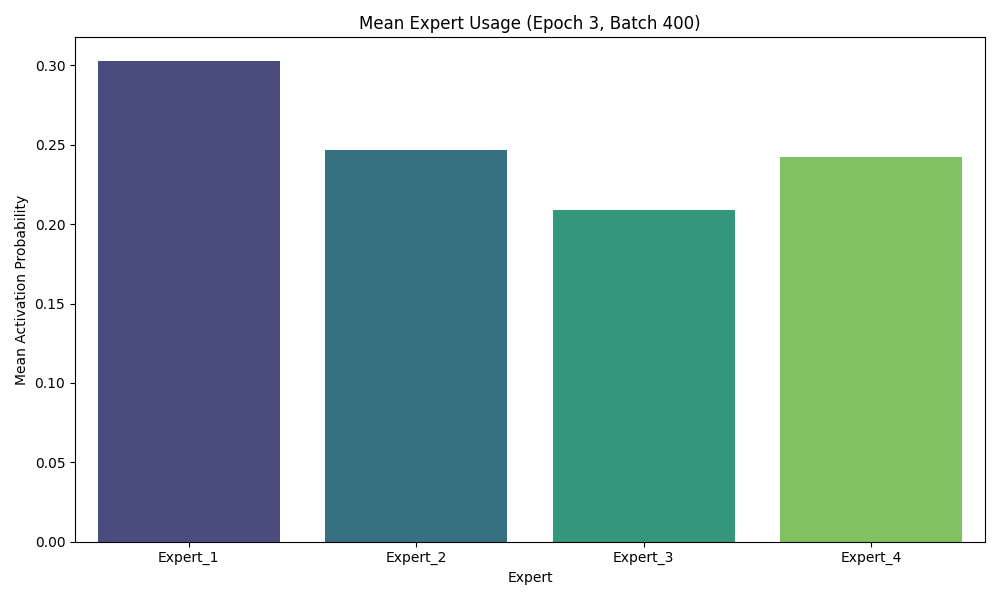 Mean Expert Usage (Epoch 3, Batch 400)
Mean Activation Probability
0.30
0.25
0.20
0.15
0.10
0.05
0.00
Expert_1
Expert_2
Expert_3
Expert_4
Expert